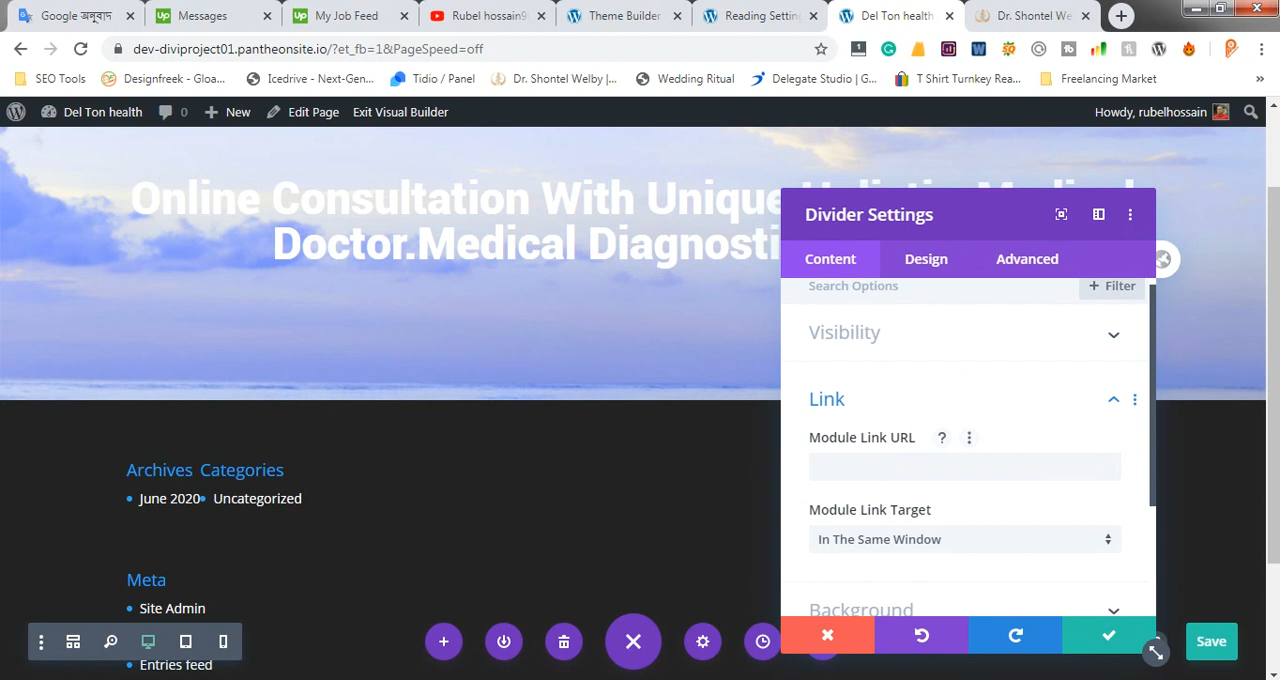 Google অনুবাদ
Messages
My Job Feed
Rubel hossain9
Theme Builder
Reading Settin
Del Ton health
Dr. Shontel We
dev-diviproject01.pantheonsite.io/?et_fb=1&PageSpeed=off
SEO Tools
Designfreek - Gloa...
Icedrive - Next-Gen...
Tidio / Panel
Dr. Shontel Welby |...
Wedding Ritual
Delegate Studio | G...
T Shirt Turnkey Rea...
Freelancing Market
»
Del Ton health
0
New
Edit Page
Exit Visual Builder
Howdy, rubelhossain
Online Consultation With Unique Holistic Medical
Doctor.Medical Diagnosti
Divider Settings
Content
Design
Advanced
Search Options
+ Filter
Visibility
Link
Module Link URL
?
Module Link Target
In The Same Window
Background
Archives Categories
June 2020
Uncategorized
Meta
Site Admin
Entries feed
Save